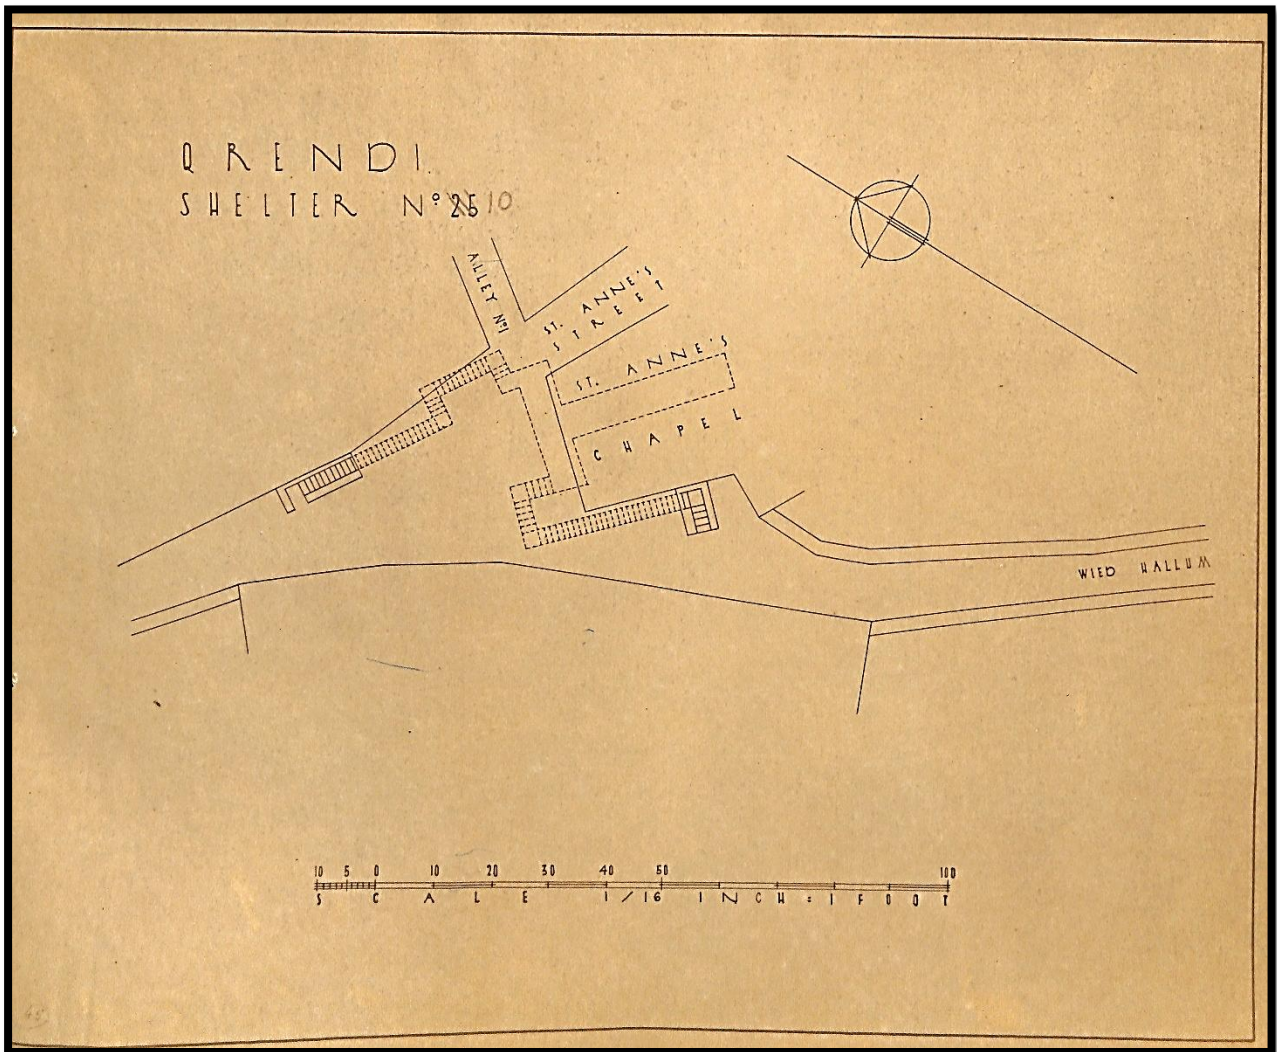 QRENDI.
SHELTER Nº 25 10
ALLEY Nº1
ST. ANNE'S
STREET
ST. ANNE'S
CHAPEL
WIED HALLUM
10 5 0 10 20 30 40 50 100
SCALE 1/16 INCH = 1 FOOT
45